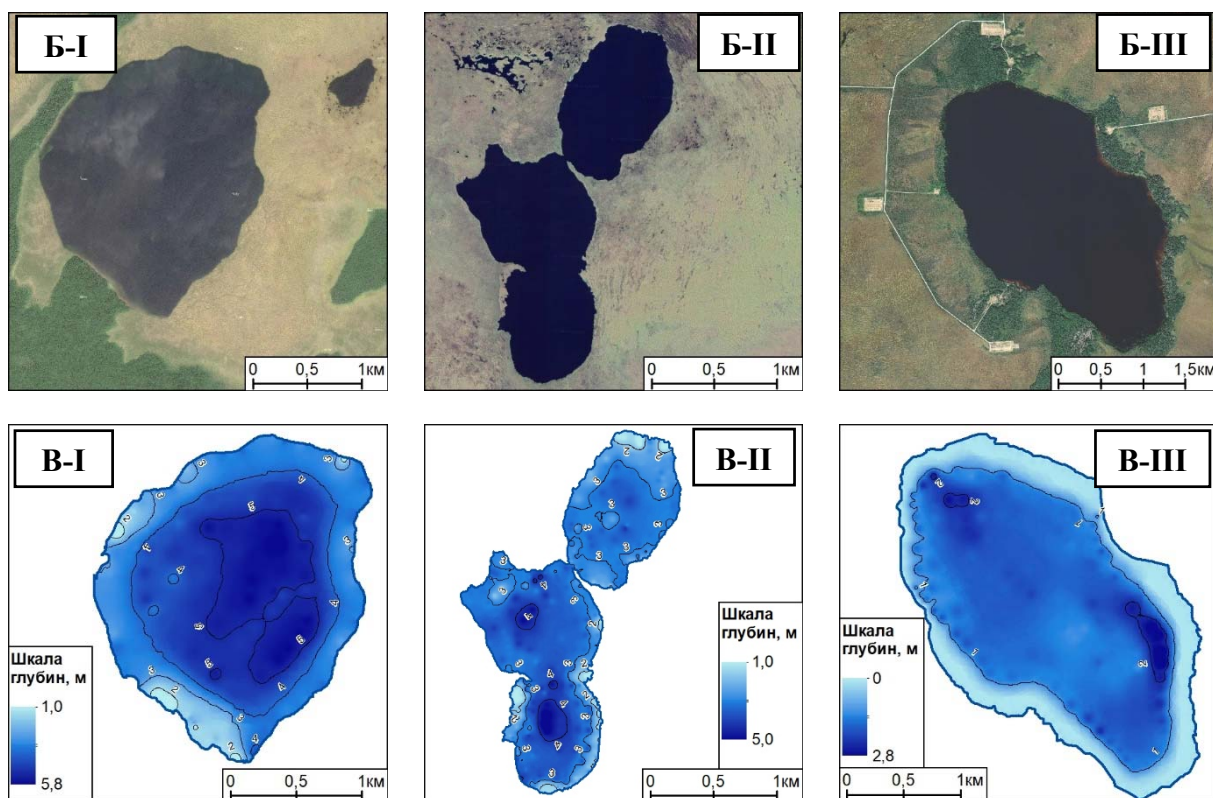 Б-I
Б-II
Б-III
0 0,5 1км
0 0,5 1км
0 0,5 1 1,5км
В-I
В-II
В-III
Шкала
глубин, м
1,0
5,8
0 0,5 1км
Шкала
глубин, м
1,0
5,0
0 0,5 1км
Шкала
глубин, м
0
2,8
0 0,5 1км